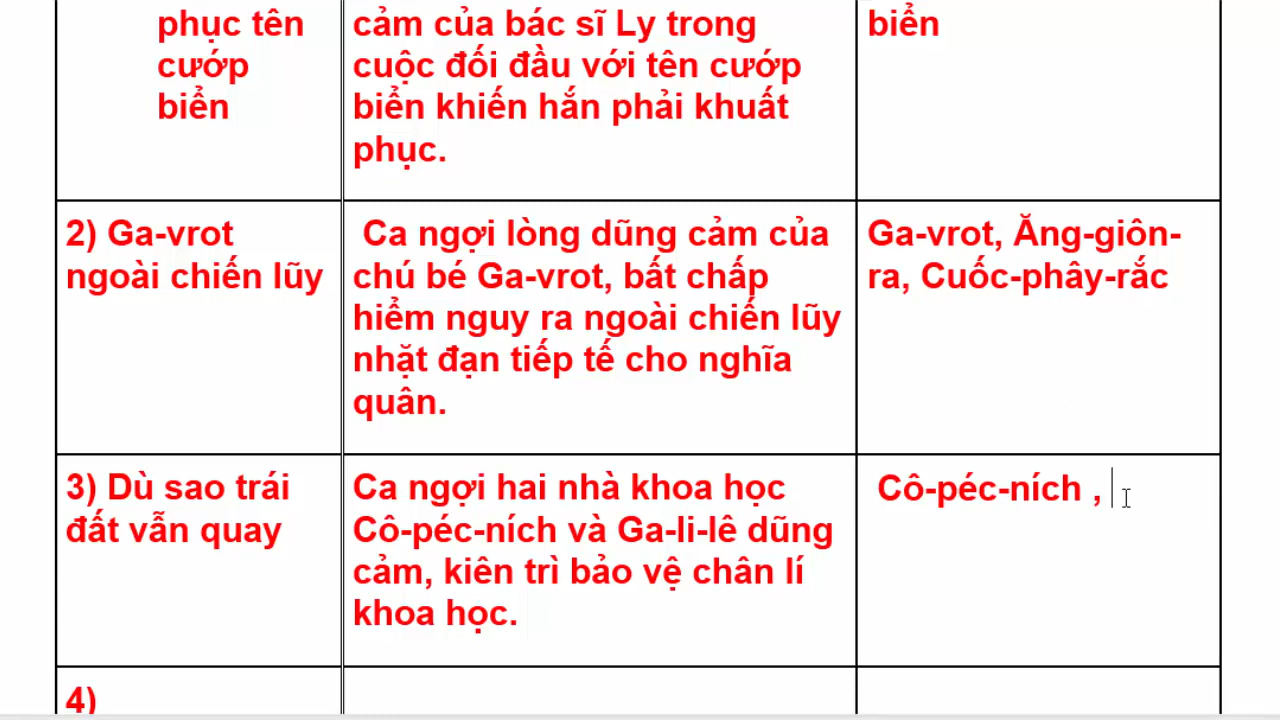 phục tên
cướp
biển
cảm của bác sĩ Ly trong
cuộc đối đầu với tên cướp
biển khiến hắn phải khuất
phục.
biển
2) Ga-vrot
ngoài chiến lũy
Ca ngợi lòng dũng cảm của
chú bé Ga-vrot, bất chấp
hiểm nguy ra ngoài chiến lũy
nhặt đạn tiếp tế cho nghĩa
quân.
Ga-vrot, Ăng-giôn-
ra, Cuốc-phây-rắc
3) Dù sao trái
đất vẫn quay
Ca ngợi hai nhà khoa học
Cô-péc-ních và Ga-li-lê dũng
cảm, kiên trì bảo vệ chân lí
khoa học.
Cô-péc-ních ,
4)